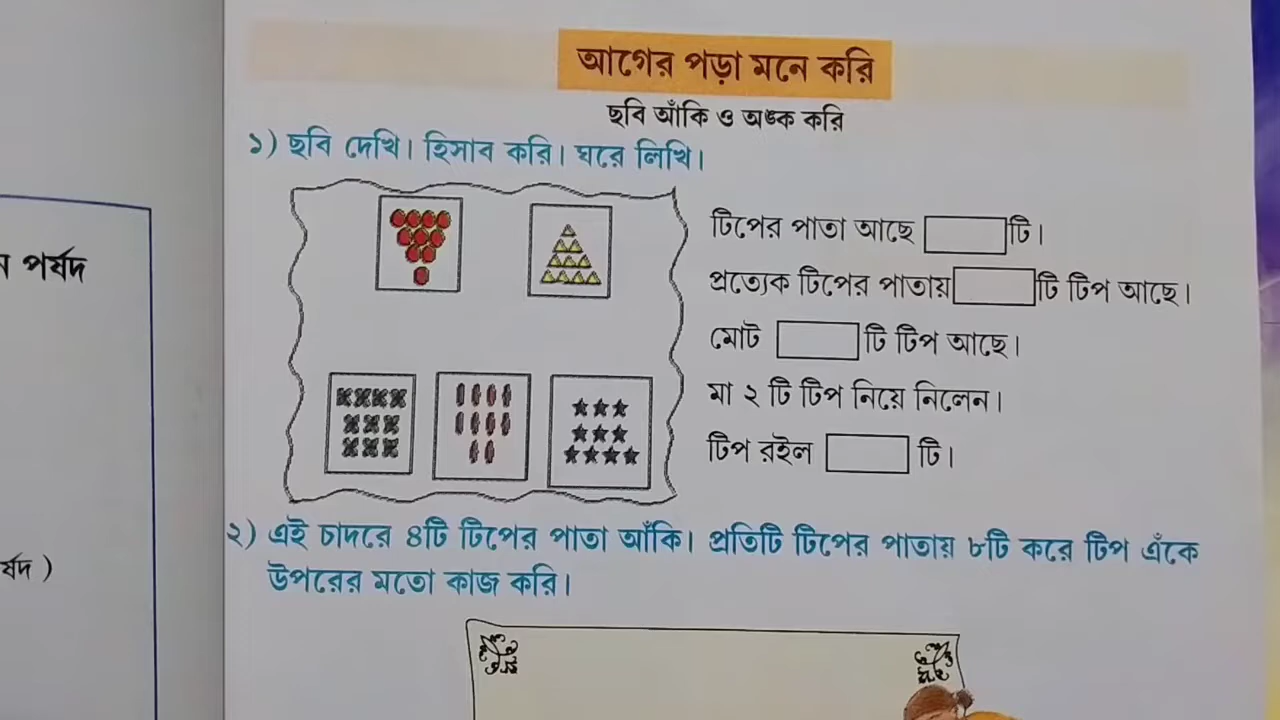 আগের পড়া মনে করি
ছবি আঁকি ও অঙ্ক করি
১) ছবি দেখি। হিসাব করি। ঘরে লিখি।
টিপের পাতা আছে টি।
প্রত্যেক টিপের পাতায় টি টিপ আছে।
মোট টি টিপ আছে।
মা ২ টি টিপ নিয়ে নিলেন।
টিপ রইল টি।
২) এই চাদরে ৪টি টিপের পাতা আঁকি। প্রতিটি টিপের পাতায় ৮টি করে টিপ এঁকে
উপরের মতো কাজ করি।
পর্ষদ